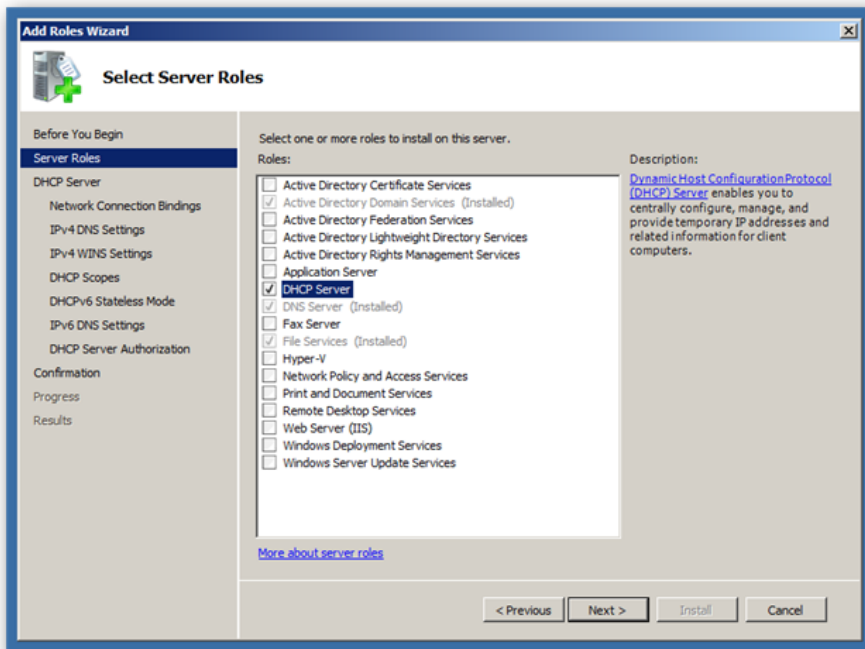 Add Roles Wizard
Select Server Roles
Before You Begin
Server Roles
DHCP Server
Network Connection Bindings
IPv4 DNS Settings
IPv4 WINS Settings
DHCP Scopes
DHCPv6 Stateless Mode
IPv6 DNS Settings
DHCP Server Authorization
Confirmation
Progress
Results
Select one or more roles to install on this server.
Roles:
Active Directory Certificate Services
Active Directory Domain Services (Installed)
Active Directory Federation Services
Active Directory Lightweight Directory Services
Active Directory Rights Management Services
Application Server
DHCP Server
DNS Server (Installed)
Fax Server
File Services (Installed)
Hyper-V
Network Policy and Access Services
Print and Document Services
Remote Desktop Services
Web Server (IIS)
Windows Deployment Services
Windows Server Update Services
More about server roles
Description:
Dynamic Host Configuration Protocol
(DHCP) Server enables you to
centrally configure, manage, and
provide temporary IP addresses and
related information for client
computers.
< Previous
Next >
Install
Cancel